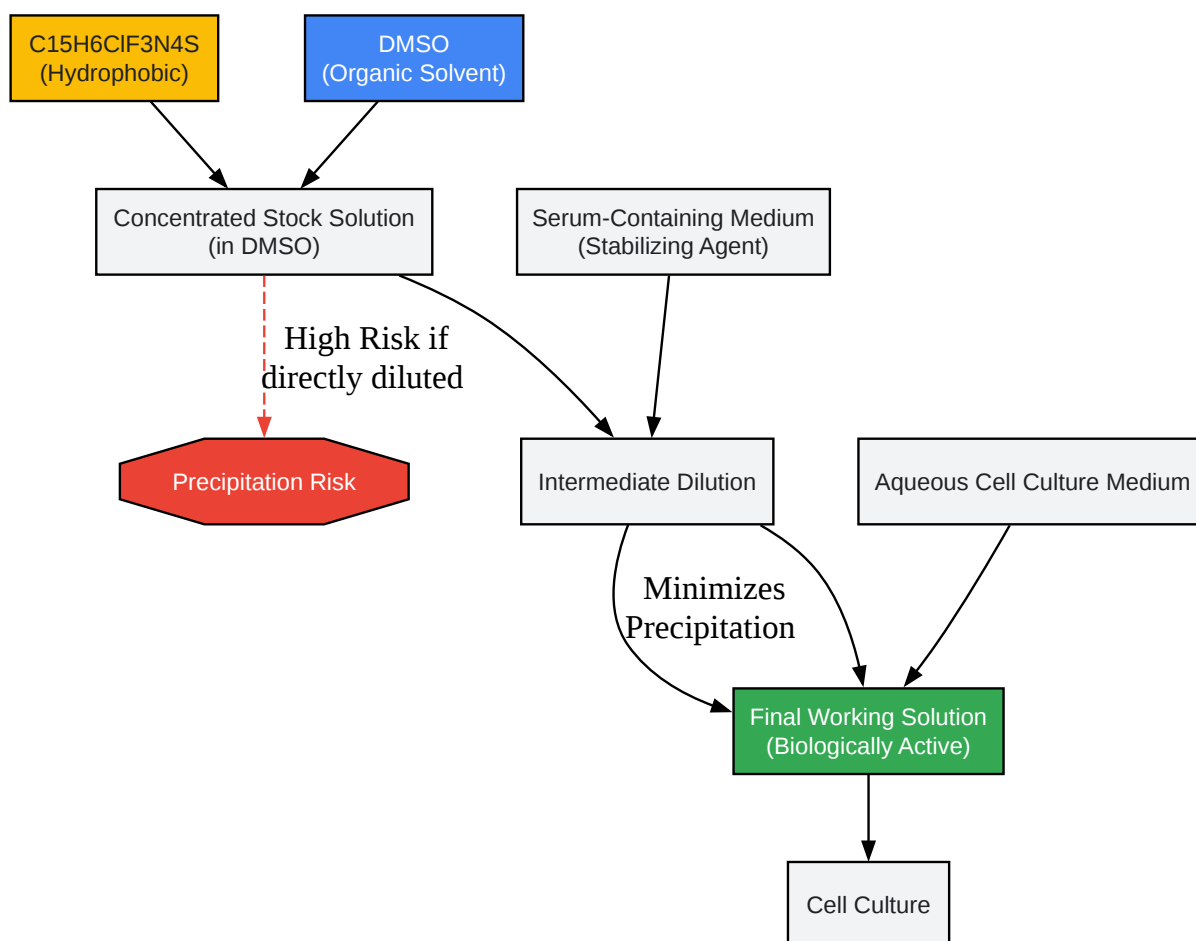 C15H6ClF3N4S
(Hydrophobic)
DMSO
(Organic Solvent)
Concentrated Stock Solution
(in DMSO)
Serum-Containing Medium
(Stabilizing Agent)
High Risk if
directly diluted
Precipitation Risk
Intermediate Dilution
Aqueous Cell Culture Medium
Minimizes
Precipitation
Final Working Solution
(Biologically Active)
Cell Culture